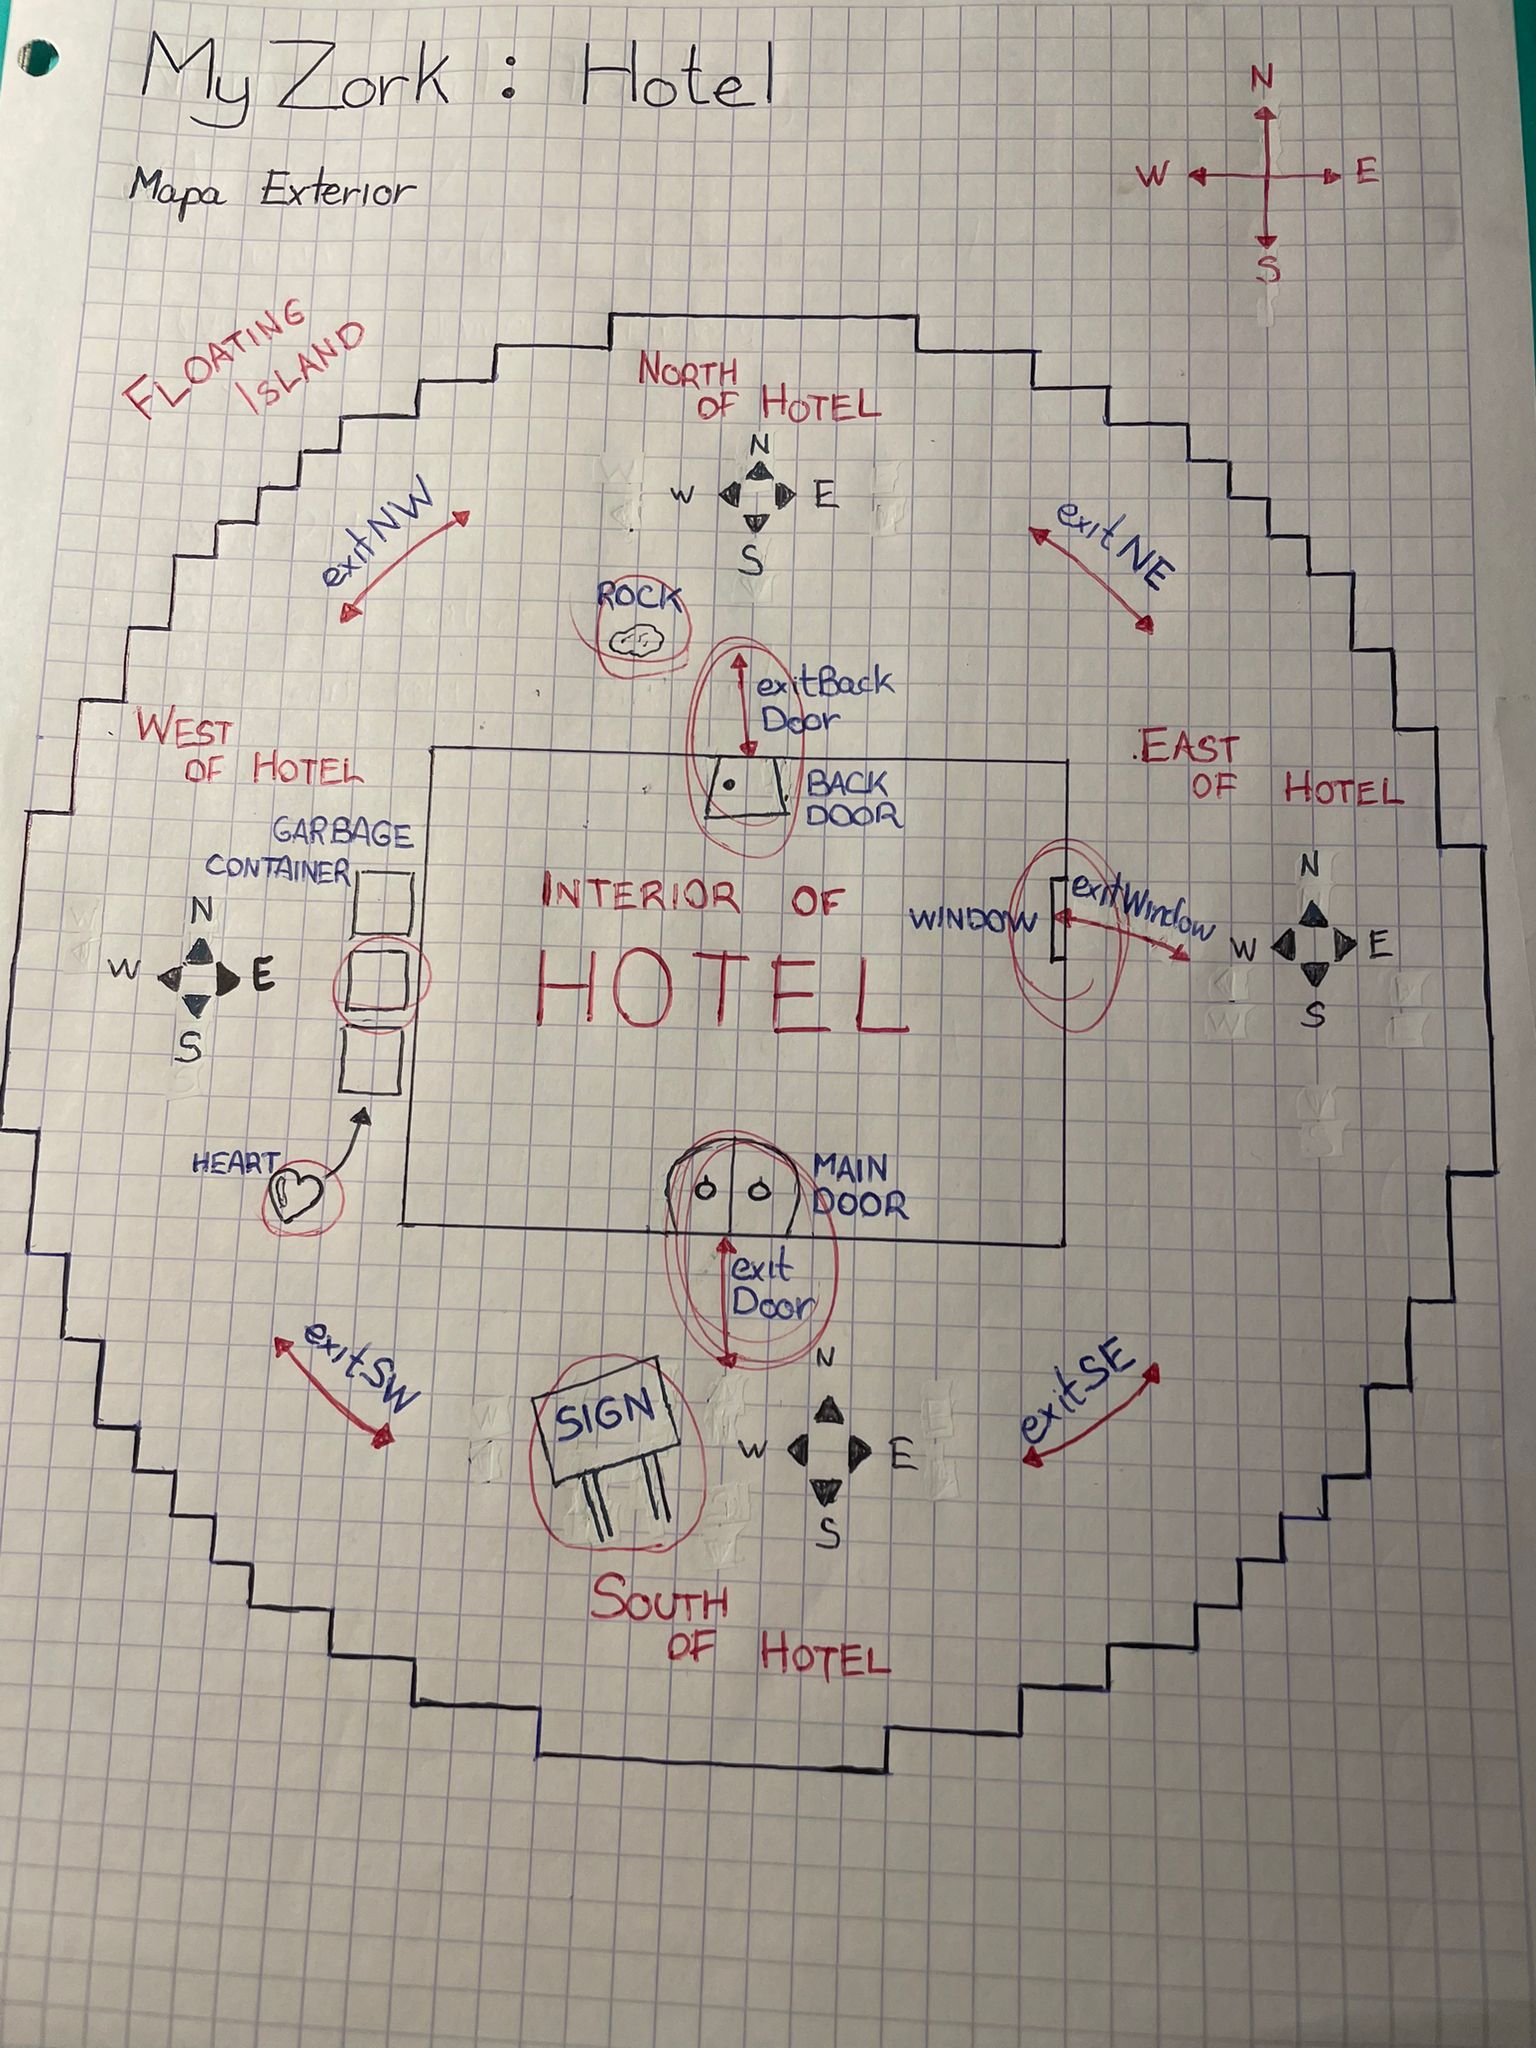 My Zork : Hotel
Mapa Exterior
N
W E
S
FLOATING
ISLAND
NORTH
OF HOTEL
N
W E
S
exitNW
exitNE
ROCK
exitBack
Door
WEST
OF HOTEL
EAST
OF HOTEL
BACK
DOOR
GARBAGE
CONTAINER
INTERIOR OF
HOTEL
WINDOW
exitWindow
N
W E
S
N
W E
S
HEART
MAIN
DOOR
exit
Door
exitSW
exitSE
SIGN
N
W E
S
SOUTH
OF HOTEL